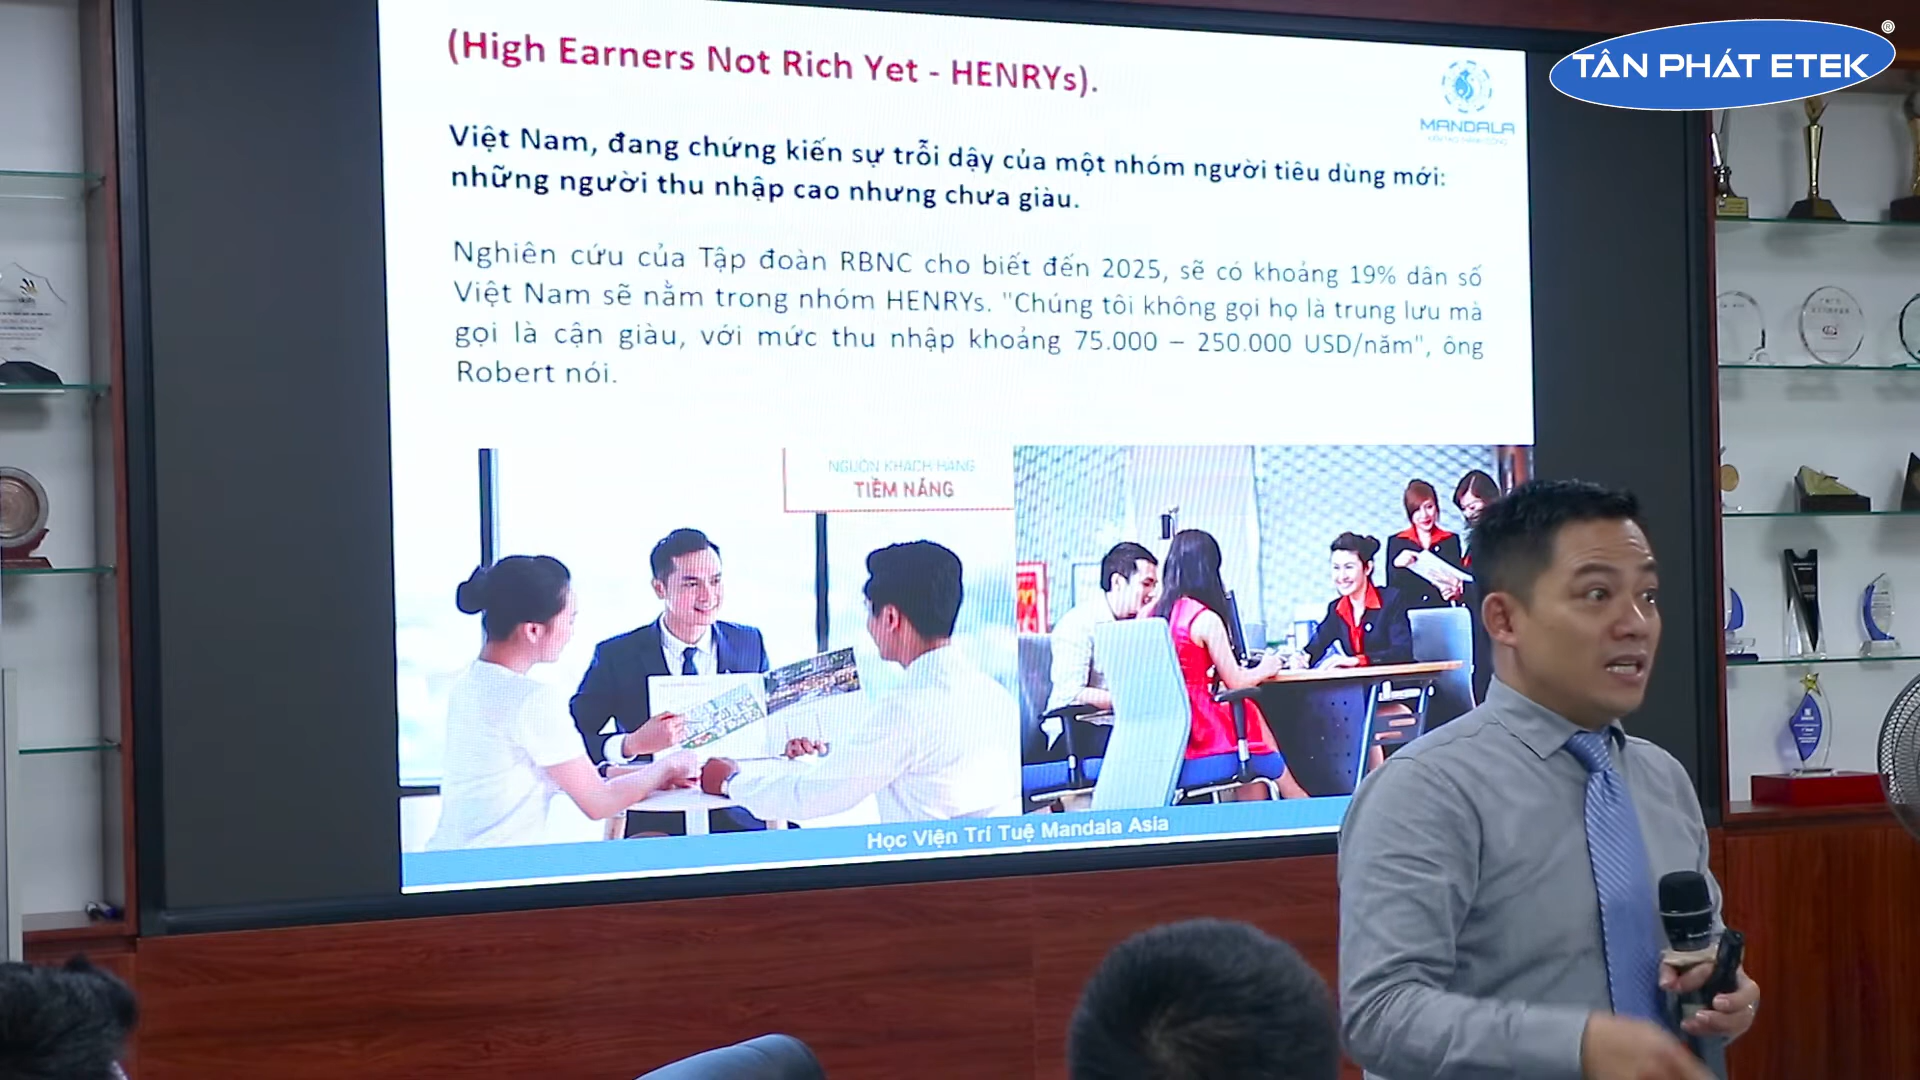 TÂN PHÁT ETEK
(High Earners Not Rich Yet - HENRYs).
MANDALA
Việt Nam, đang chứng kiến sự trỗi dậy của một nhóm người tiêu dùng mới:
những người thu nhập cao nhưng chưa giàu.
Nghiên cứu của Tập đoàn RBNC cho biết đến 2025, sẽ có khoảng 19% dân số
Việt Nam sẽ nằm trong nhóm HENRYs. "Chúng tôi không gọi họ là trung lưu mà
gọi là cận giàu, với mức thu nhập khoảng 75.000 – 250.000 USD/năm", ông
Robert nói.
NGUỒN KHÁCH HÀNG
TIỀM NĂNG
Học Viện Trí Tuệ Mandala Asia